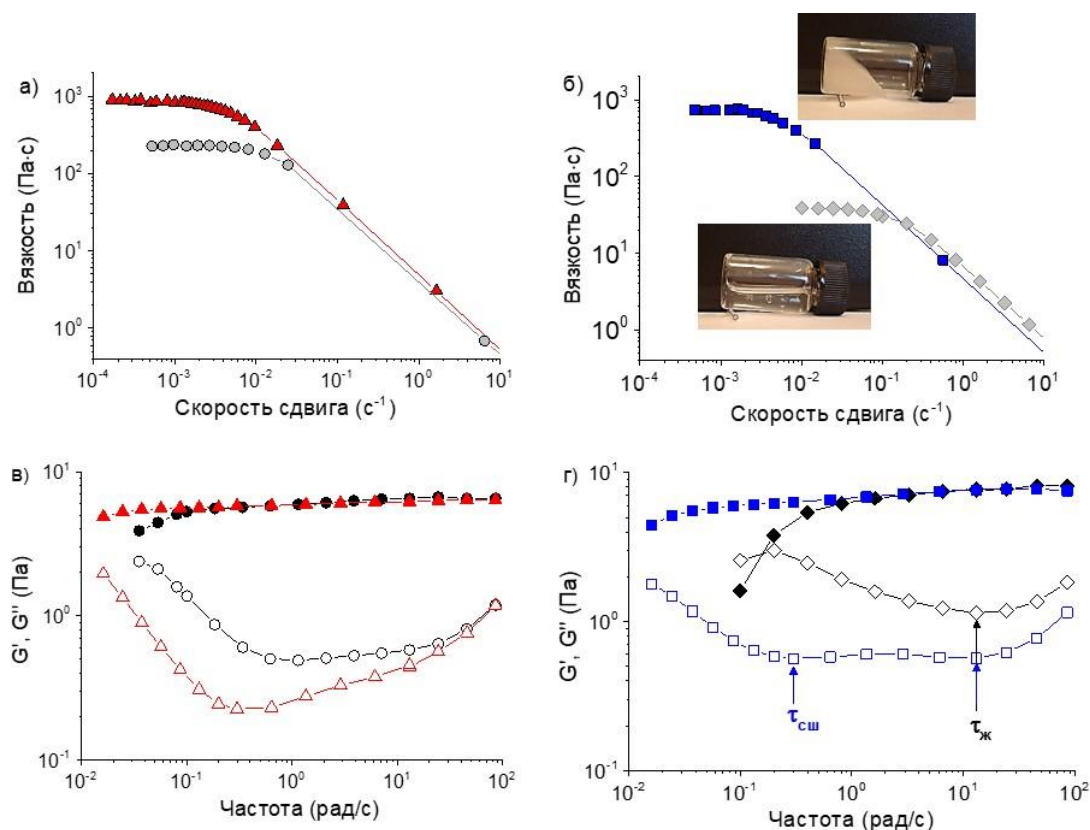 а)
Вязкость (Па·с)
10³
10²
10¹
10⁰
10⁻⁴ 10⁻³ 10⁻² 10⁻¹ 10⁰ 10¹
Скорость сдвига (с⁻¹)
б)
Вязкость (Па·с)
10³
10²
10¹
10⁰
10⁻⁴ 10⁻³ 10⁻² 10⁻¹ 10⁰ 10¹
Скорость сдвига (с⁻¹)
в)
G', G'' (Па)
10¹
10⁰
10⁻¹
10⁻² 10⁻¹ 10⁰ 10¹ 10²
Частота (рад/с)
г)
G', G'' (Па)
10¹
10⁰
10⁻¹
τсш
τж
10⁻² 10⁻¹ 10⁰ 10¹ 10²
Частота (рад/с)